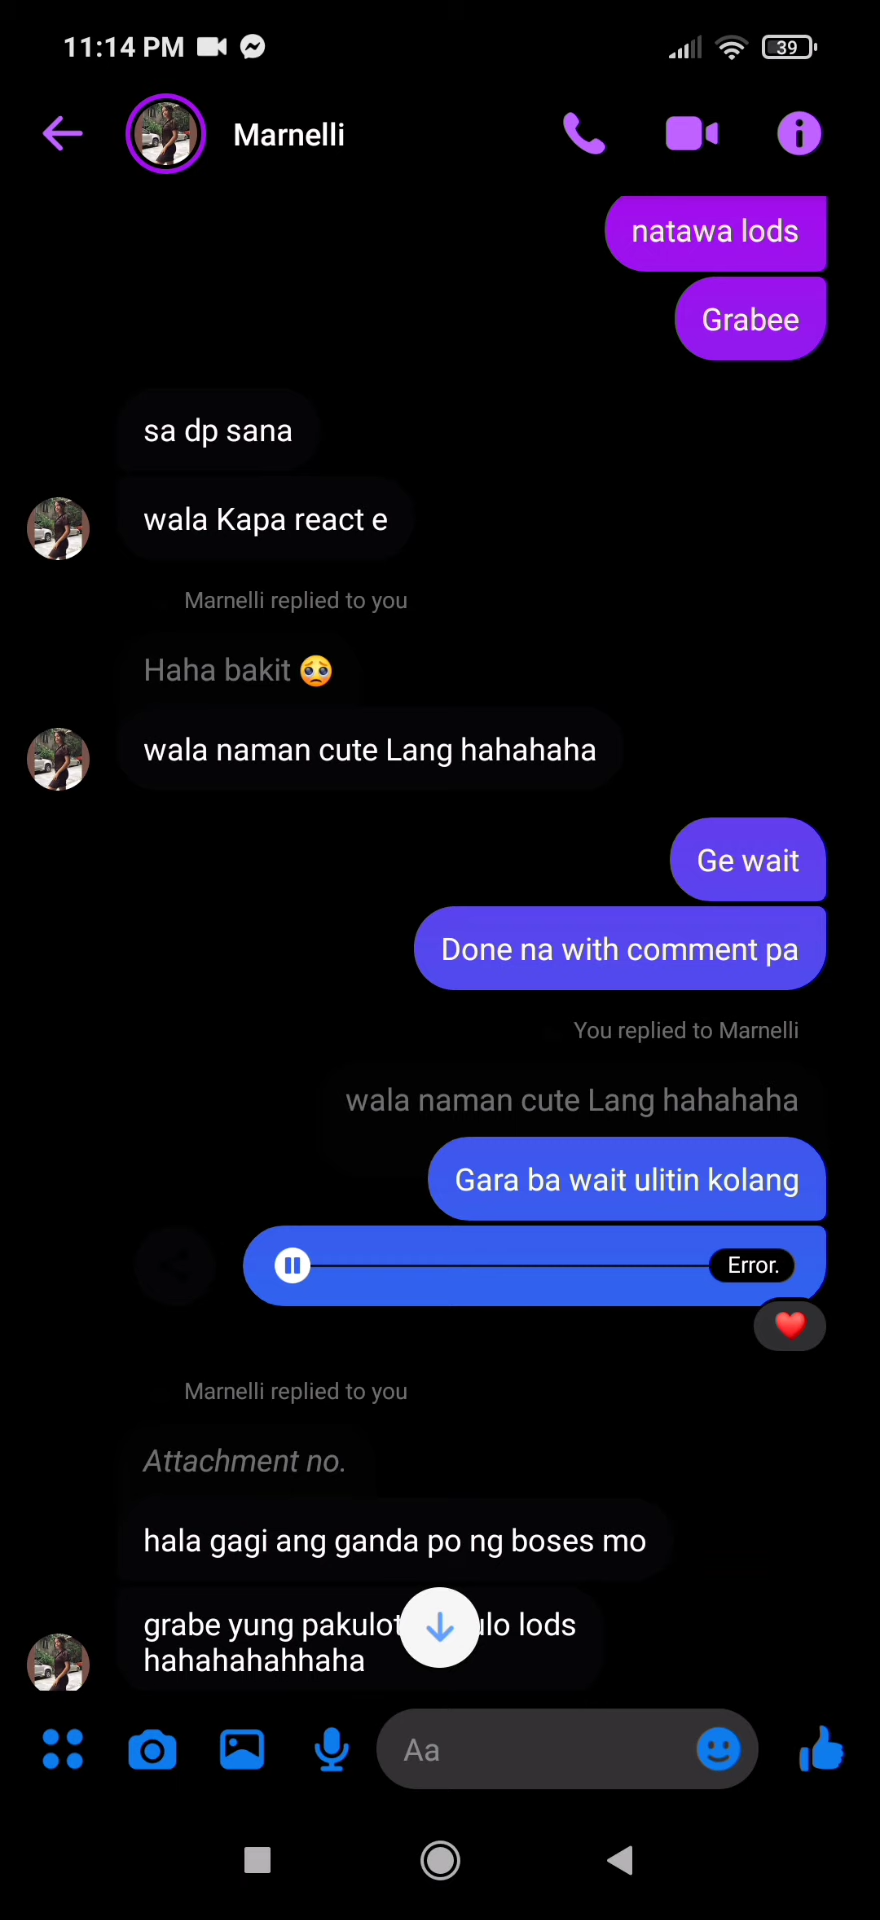 11:14 PM
39
Marnelli
natawa lods
Grabee
sa dp sana
wala Kapa react e
Marnelli replied to you
Haha bakit 🥺
wala naman cute Lang hahahaha
Ge wait
Done na with comment pa
You replied to Marnelli
wala naman cute Lang hahahaha
Gara ba wait ulitin kolang
Error.
❤️
Marnelli replied to you
Attachment no.
hala gagi ang ganda po ng boses mo
grabe yung lods
hahahahahhaha
Aa